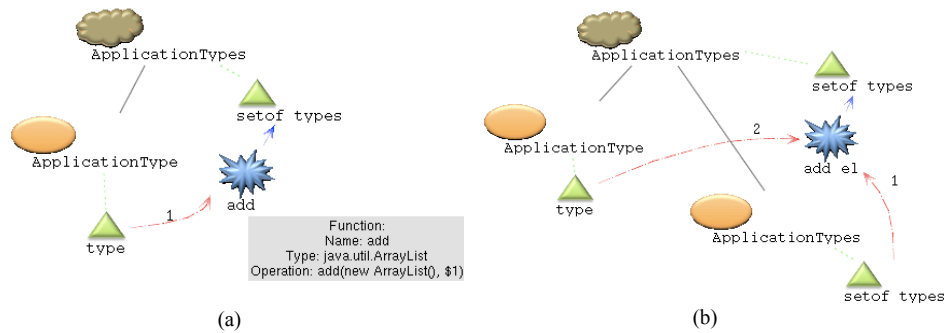 ApplicationTypes
setof types
ApplicationType
1
add
type
Function:
Name: add
Type: java.util.ArrayList
Operation: add(new ArrayList(), $1)
(a)
ApplicationTypes
setof types
2
ApplicationType
add el
1
type
ApplicationTypes
setof types
(b)